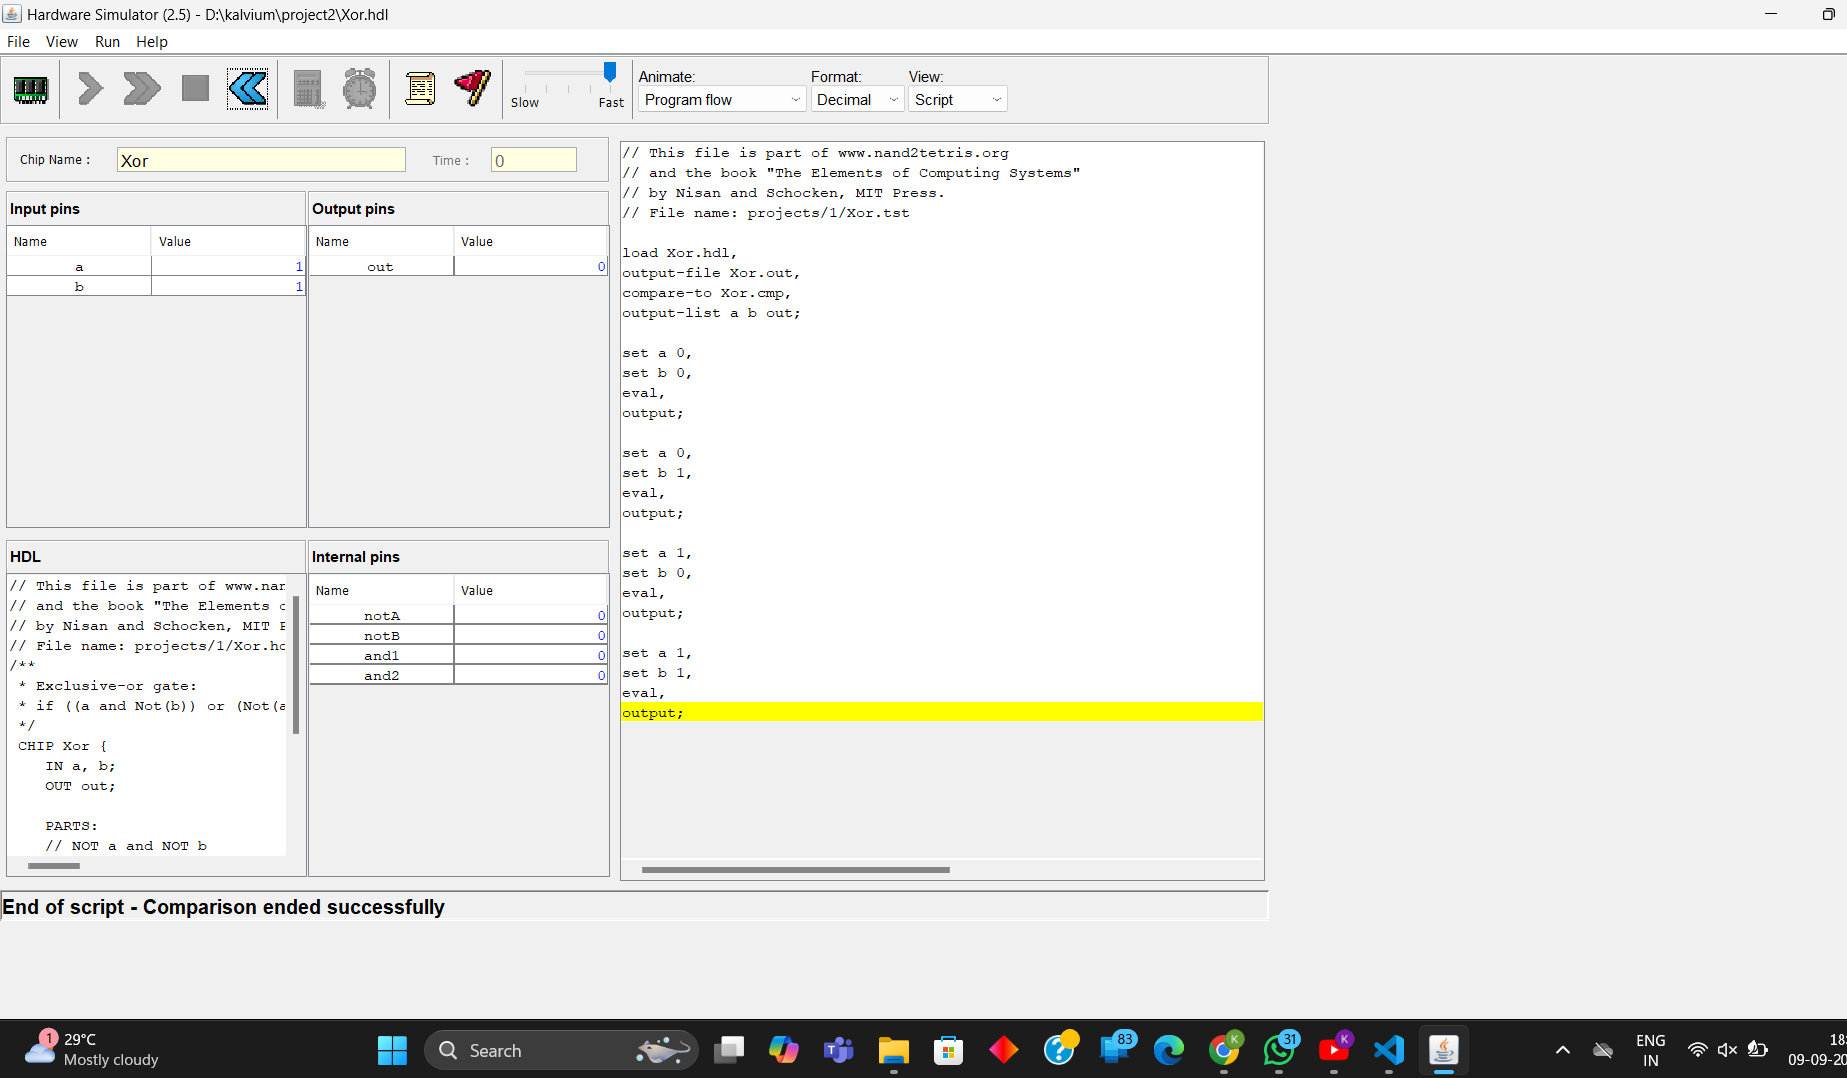 Hardware Simulator (2.5) - D:\kalvium\project2\Xor.hdl
File View Run Help
Slow Fast
Animate: Format: View:
Program flow Decimal Script
Chip Name : Xor Time : 0
Input pins
Name Value
a 1
b 1
Output pins
Name Value
out 0
HDL
// This file is part of www.nan
// and the book "The Elements
// by Nisan and Schocken, MIT
// File name: projects/1/Xor.hd
/**
* Exclusive-or gate:
* if ((a and Not(b)) or (Not(a
*/
CHIP Xor {
IN a, b;
OUT out;
PARTS:
// NOT a and NOT b
Internal pins
Name Value
notA 0
notB 0
and1 0
and2 0
// This file is part of www.nand2tetris.org
// and the book "The Elements of Computing Systems"
// by Nisan and Schocken, MIT Press.
// File name: projects/1/Xor.tst
load Xor.hdl,
output-file Xor.out,
compare-to Xor.cmp,
output-list a b out;
set a 0,
set b 0,
eval,
output;
set a 0,
set b 1,
eval,
output;
set a 1,
set b 0,
eval,
output;
set a 1,
set b 1,
eval,
output;
End of script - Comparison ended successfully
1 29°C
Mostly cloudy
Search
83
K
31
K
ENG
IN
18:
09-09-20